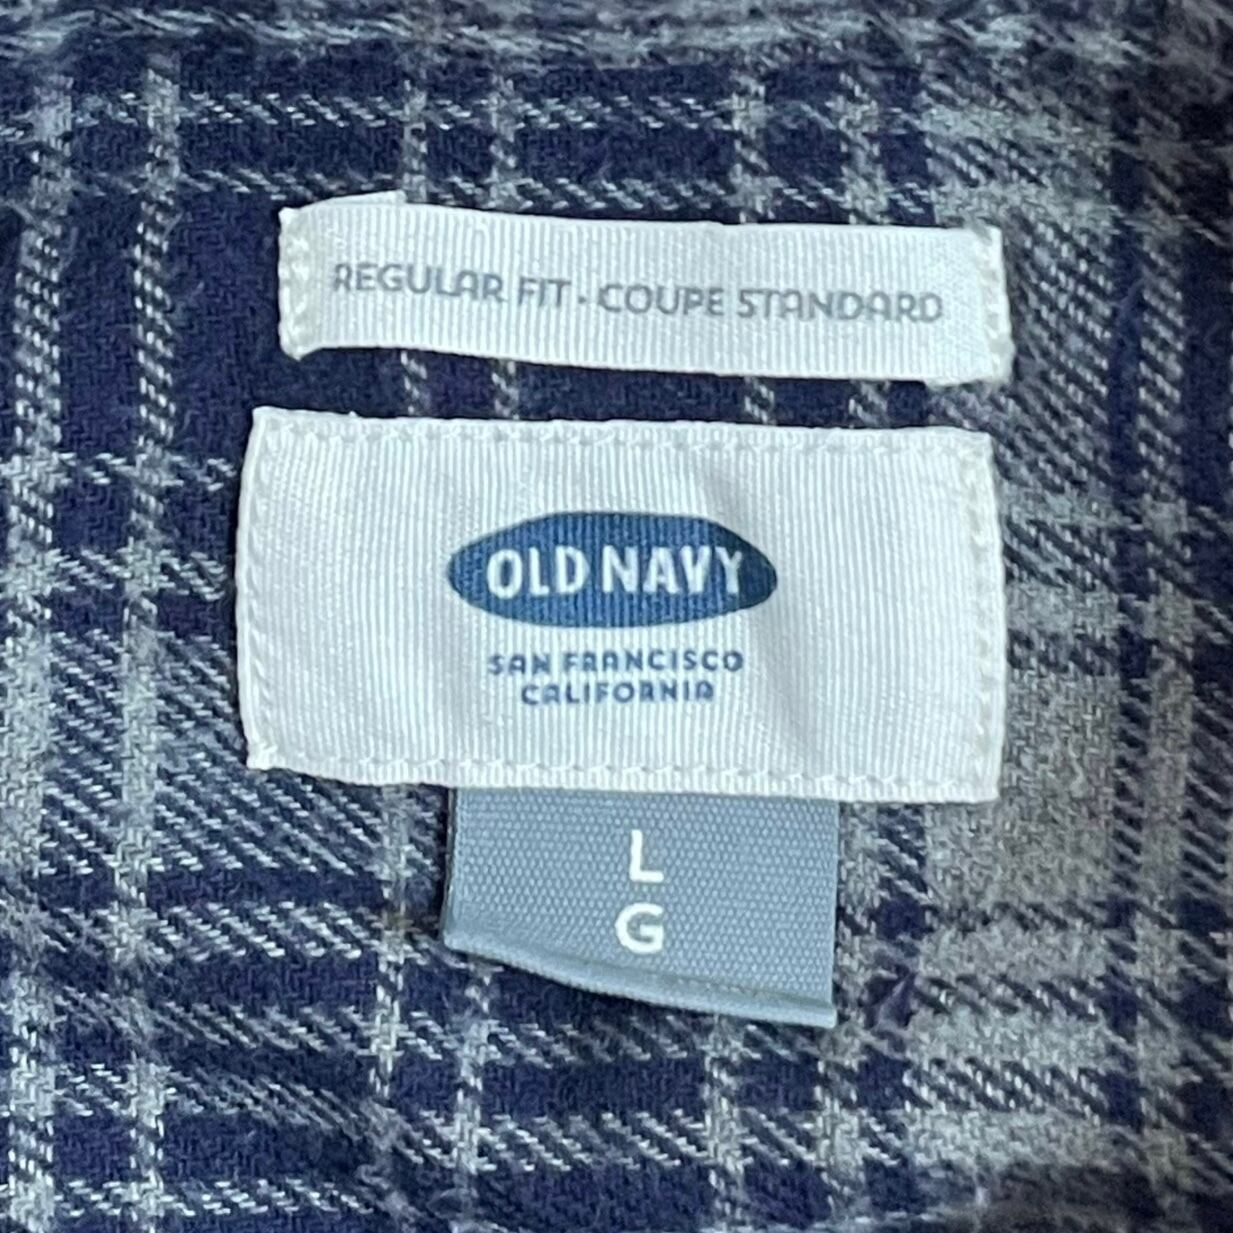 REGULAR FIT · COUPE STANDARD
OLD NAVY
SAN FRANCISCO
CALIFORNIA
L
G